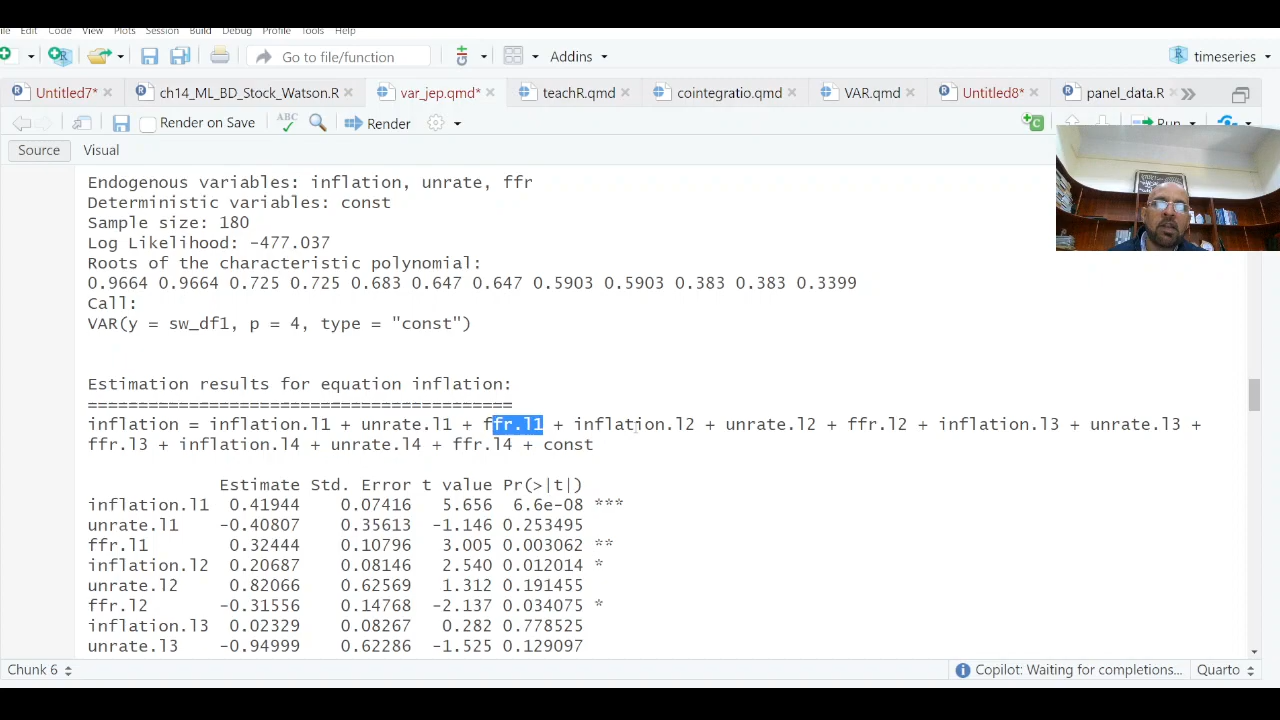 File Edit Code View Plots Session Build Debug Profile Tools Help
Go to file/function Addins timeseries
Untitled7* ch14_ML_BD_Stock_Watson.R var_jep.qmd* teachR.qmd cointegratio.qmd VAR.qmd Untitled8* panel_data.R
Render on Save ABC Render Run
Source Visual
Endogenous variables: inflation, unrate, ffr
Deterministic variables: const
Sample size: 180
Log Likelihood: -477.037
Roots of the characteristic polynomial:
0.9664 0.9664 0.725 0.725 0.683 0.647 0.647 0.5903 0.5903 0.383 0.383 0.3399
Call:
VAR(y = sw_df1, p = 4, type = "const")
Estimation results for equation inflation:
=========================================
inflation = inflation.l1 + unrate.l1 + ffr.l1 + inflation.l2 + unrate.l2 + ffr.l2 + inflation.l3 + unrate.l3 +
ffr.l3 + inflation.l4 + unrate.l4 + ffr.l4 + const
Estimate Std. Error t value Pr(>|t|)
inflation.l1 0.41944 0.07416 5.656 6.6e-08 ***
unrate.l1 -0.40807 0.35613 -1.146 0.253495
ffr.l1 0.32444 0.10796 3.005 0.003062 **
inflation.l2 0.20687 0.08146 2.540 0.012014 *
unrate.l2 0.82066 0.62569 1.312 0.191455
ffr.l2 -0.31556 0.14768 -2.137 0.034075 *
inflation.l3 0.02329 0.08267 0.282 0.778525
unrate.l3 -0.94999 0.62286 -1.525 0.129097
Chunk 6 Copilot: Waiting for completions... Quarto